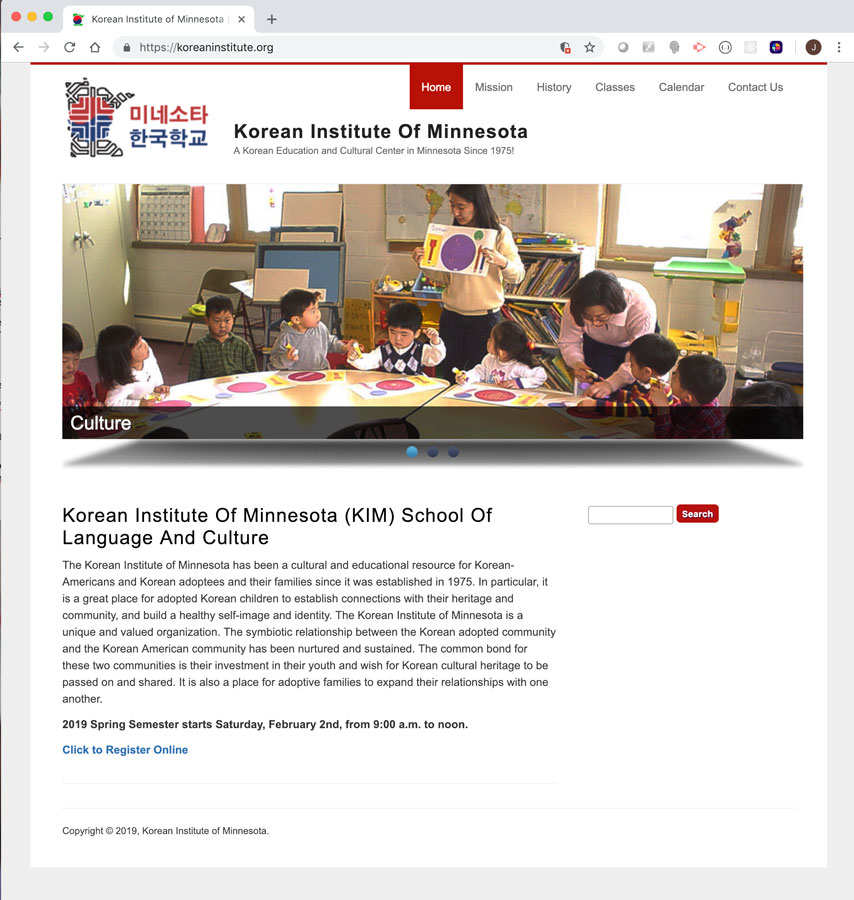 Korean Institute of Minnesota
https://koreaninstitute.org
J
Home Mission History Classes Calendar Contact Us
미네소타
한국학교
Korean Institute Of Minnesota
A Korean Education and Cultural Center in Minnesota Since 1975!
Culture
Korean Institute Of Minnesota (KIM) School Of
Language And Culture
Search
The Korean Institute of Minnesota has been a cultural and educational resource for Korean-
Americans and Korean adoptees and their families since it was established in 1975. In particular, it
is a great place for adopted Korean children to establish connections with their heritage and
community, and build a healthy self-image and identity. The Korean Institute of Minnesota is a
unique and valued organization. The symbiotic relationship between the Korean adopted community
and the Korean American community has been nurtured and sustained. The common bond for
these two communities is their investment in their youth and wish for Korean cultural heritage to be
passed on and shared. It is also a place for adoptive families to expand their relationships with one
another.
2019 Spring Semester starts Saturday, February 2nd, from 9:00 a.m. to noon.
Click to Register Online
Copyright © 2019, Korean Institute of Minnesota.